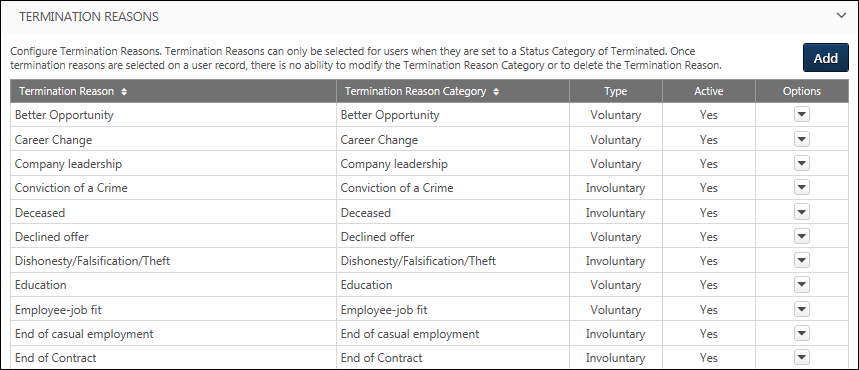 TERMINATION REASONS
Configure Termination Reasons. Termination Reasons can only be selected for users when they are set to a Status Category of Terminated. Once
termination reasons are selected on a user record, there is no ability to modify the Termination Reason Category or to delete the Termination Reason.
Add
Termination Reason Termination Reason Category Type Active Options
Better Opportunity Better Opportunity Voluntary Yes
Career Change Career Change Voluntary Yes
Company leadership Company leadership Voluntary Yes
Conviction of a Crime Conviction of a Crime Involuntary Yes
Deceased Deceased Involuntary Yes
Declined offer Declined offer Voluntary Yes
Dishonesty/Falsification/Theft Dishonesty/Falsification/Theft Involuntary Yes
Education Education Voluntary Yes
Employee-job fit Employee-job fit Voluntary Yes
End of casual employment End of casual employment Involuntary Yes
End of Contract End of Contract Involuntary Yes